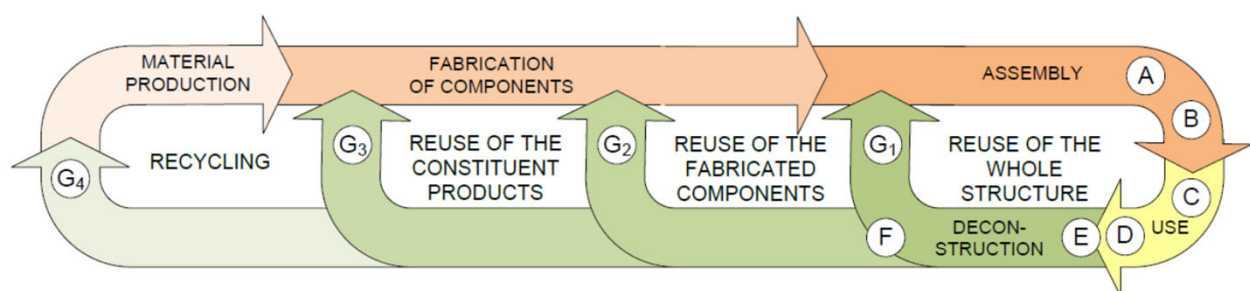 MATERIAL
PRODUCTION
FABRICATION
OF COMPONENTS
ASSEMBLY
A
B
G4
RECYCLING
G3
REUSE OF THE
CONSTITUENT
PRODUCTS
G2
REUSE OF THE
FABRICATED
COMPONENTS
G1
REUSE OF THE
WHOLE
STRUCTURE
C
F
DECON-
STRUCTION
E
D
USE